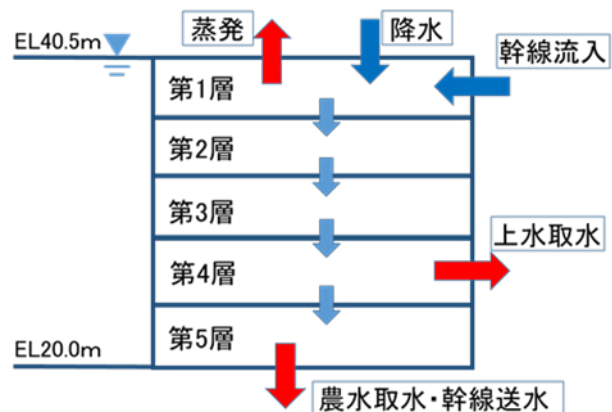 蒸発
降水
EL40.5m
幹線流入
第1層
第2層
第3層
上水取水
第4層
第5層
EL20.0m
農水取水・幹線送水